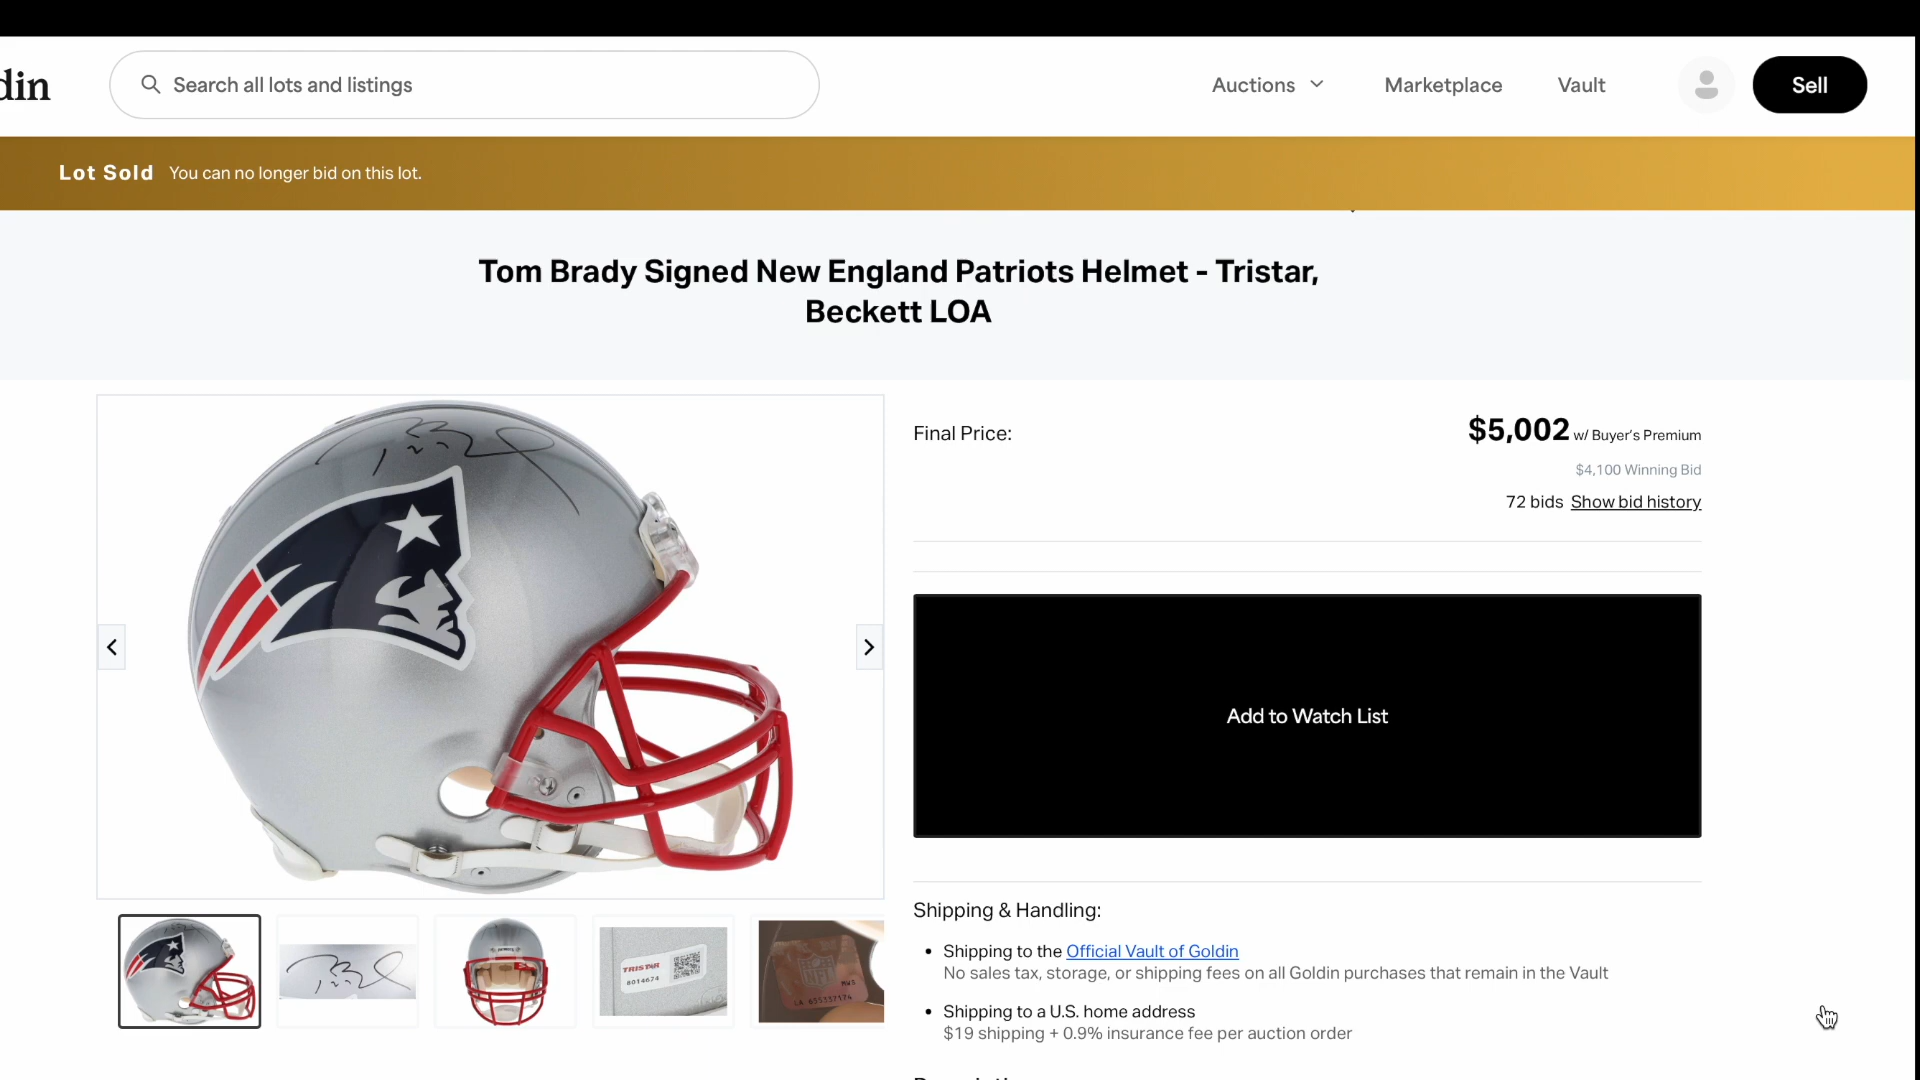 din
Search all lots and listings
Auctions
Marketplace
Vault
Sell
Lot Sold You can no longer bid on this lot.
Tom Brady Signed New England Patriots Helmet - Tristar,
Beckett LOA
Final Price:
$5,002 w/ Buyer's Premium
$4,100 Winning Bid
72 bids Show bid history
Add to Watch List
TRISTAR
8014674
NFL
Shipping & Handling:
• Shipping to the Official Vault of Goldin
No sales tax, storage, or shipping fees on all Goldin purchases that remain in the Vault
• Shipping to a U.S. home address
$19 shipping + 0.9% insurance fee per auction order